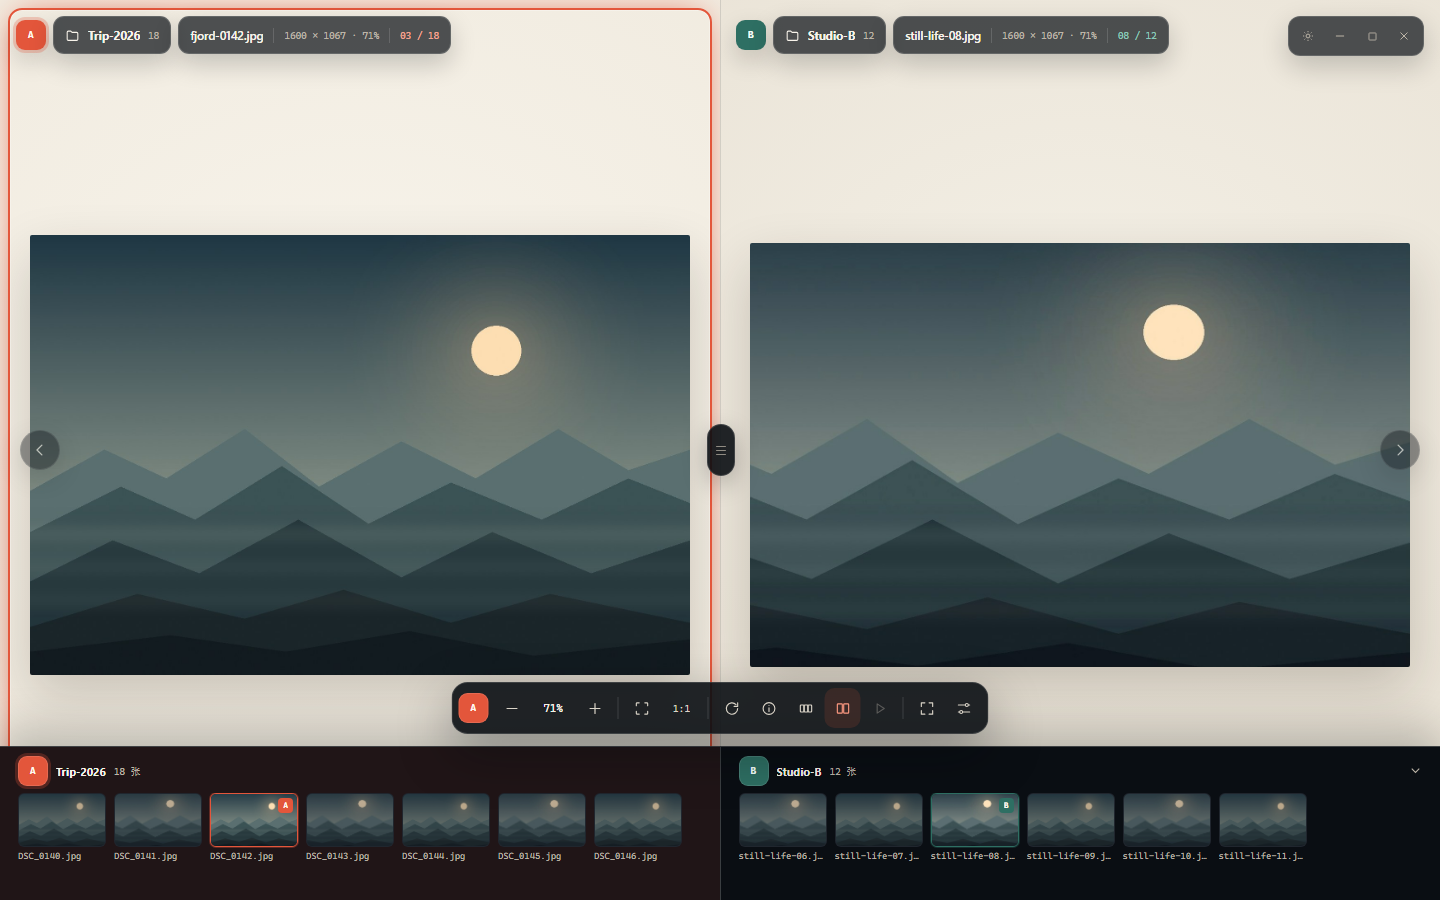 A Trip-2026 18 fjord-0142.jpg 1600 × 1067 · 71% 03 / 18
B Studio-B 12 still-life-08.jpg 1600 × 1067 · 71% 08 / 12
A 71% 1:1
A Trip-2026 18 张
A
DSC_0140.jpg DSC_0141.jpg DSC_0142.jpg DSC_0143.jpg DSC_0144.jpg DSC_0145.jpg DSC_0146.jpg
B Studio-B 12 张
B
still-life-06.j… still-life-07.j… still-life-08.j… still-life-09.j… still-life-10.j… still-life-11.j…